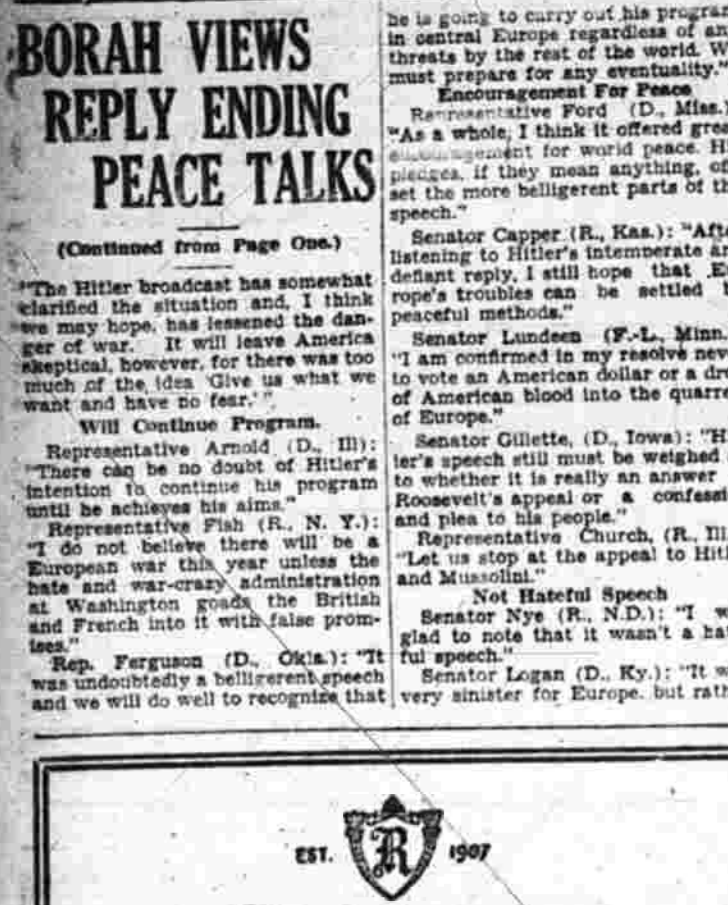 BORAH VIEWS
REPLY ENDING
PEACE TALKS
(Continued from Page One.)
"The Hitler broadcast has somewhat
clarified the situation and, I think
we may hope, has lessened the dan-
ger of war. It will leave America
skeptical, however, for there was too
much of the idea 'Give us what we
want and have no fear.'"
Will Continue Program.
Representative Arnold (D., Ill):
"There can be no doubt of Hitler's
intention to continue his program
until he achieves his aims."
Representative Fish (R., N. Y.):
"I do not believe there will be a
European war this year unless the
hate and war-crazy administration
at Washington goads the British
and French into it with false prom-
ises."
Rep. Ferguson (D., Okla.): "It
was undoubtedly a belligerent speech
and we will do well to recognize that
he is going to carry out his progra
in central Europe regardless of an
threats by the rest of the world. W
must prepare for any eventuality."
Encouragement For Peace
Representative Ford (D., Miss.
"As a whole, I think it offered gre
encouragement for world peace. Hi
pledges, if they mean anything, of
set the more belligerent parts of t
speech."
Senator Capper (R., Kas.): "Afte
listening to Hitler's intemperate an
defiant reply, I still hope that E
rope's troubles can be settled b
peaceful methods."
Senator Lundeen (F.-L., Minn.
"I am confirmed in my resolve nev
to vote an American dollar or a dro
of American blood into the quarre
of Europe."
Senator Gillette, (D., Iowa): "H
ler's speech still must be weighed
to whether it is really an answer
Roosevelt's appeal or a confessi
and plea to his people."
Representative Church, (R., Ill
"Let us stop at the appeal to Hitl
and Mussolini."
Not Hateful Speech
Senator Nye (R., N.D.): "I w
glad to note that it wasn't a ha
ful speech."
Senator Logan (D., Ky.): "It w
very sinister for Europe, but rath
EST. R 1907